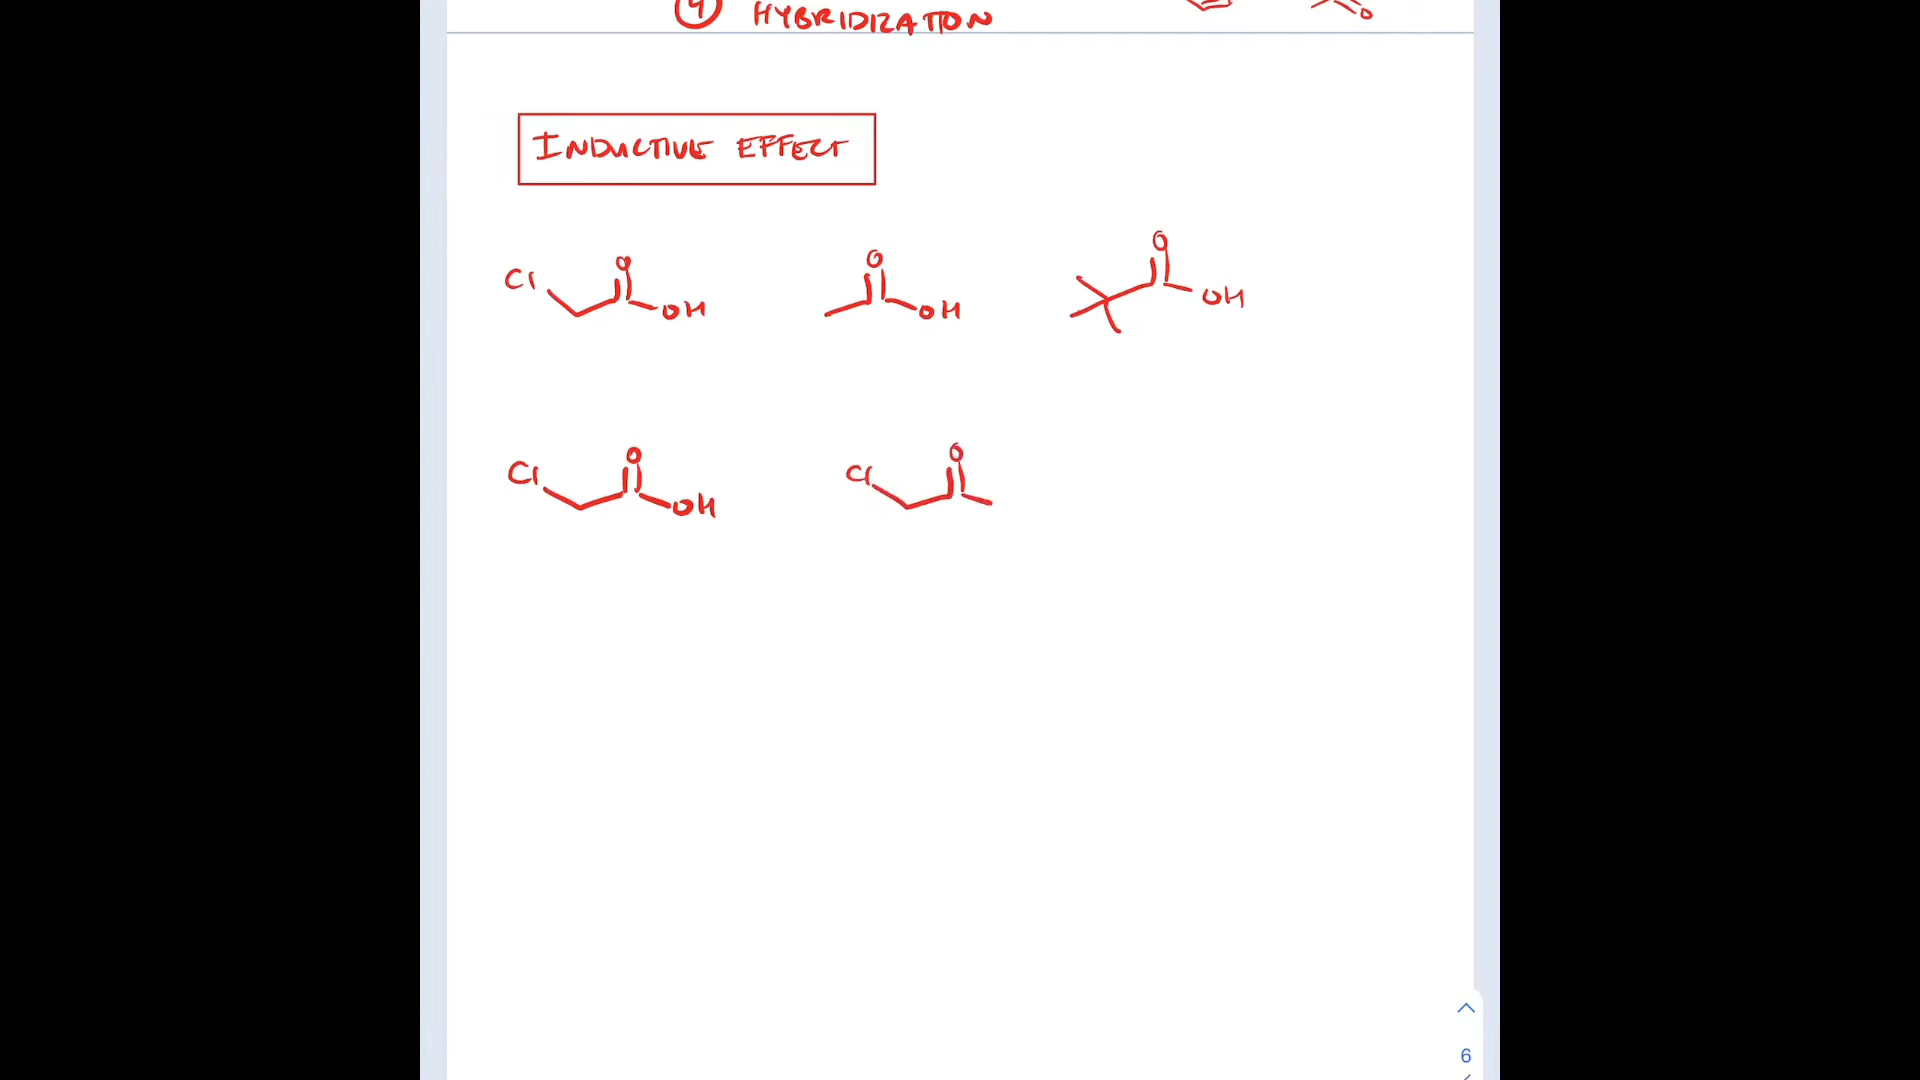 4 HYBRIDIZATION
O
INDUCTIVE EFFECT
O O O
Cl OH OH OH
O O
Cl OH Cl
6